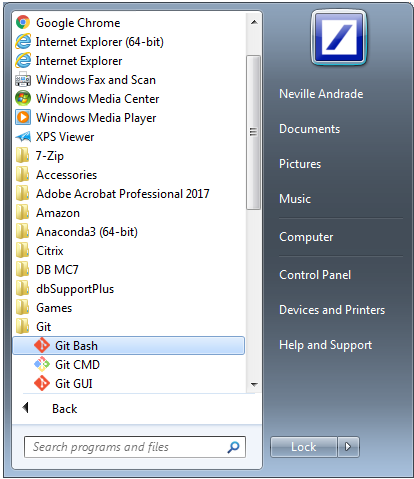 Google Chrome
Internet Explorer (64-bit)
Internet Explorer
Windows Fax and Scan
Windows Media Center
Windows Media Player
XPS Viewer
7-Zip
Accessories
Adobe Acrobat Professional 2017
Amazon
Anaconda3 (64-bit)
Citrix
DB MC7
dbSupportPlus
Games
Git
Git Bash
Git CMD
Git GUI
Back
Search programs and files
Neville Andrade
Documents
Pictures
Music
Computer
Control Panel
Devices and Printers
Help and Support
Lock